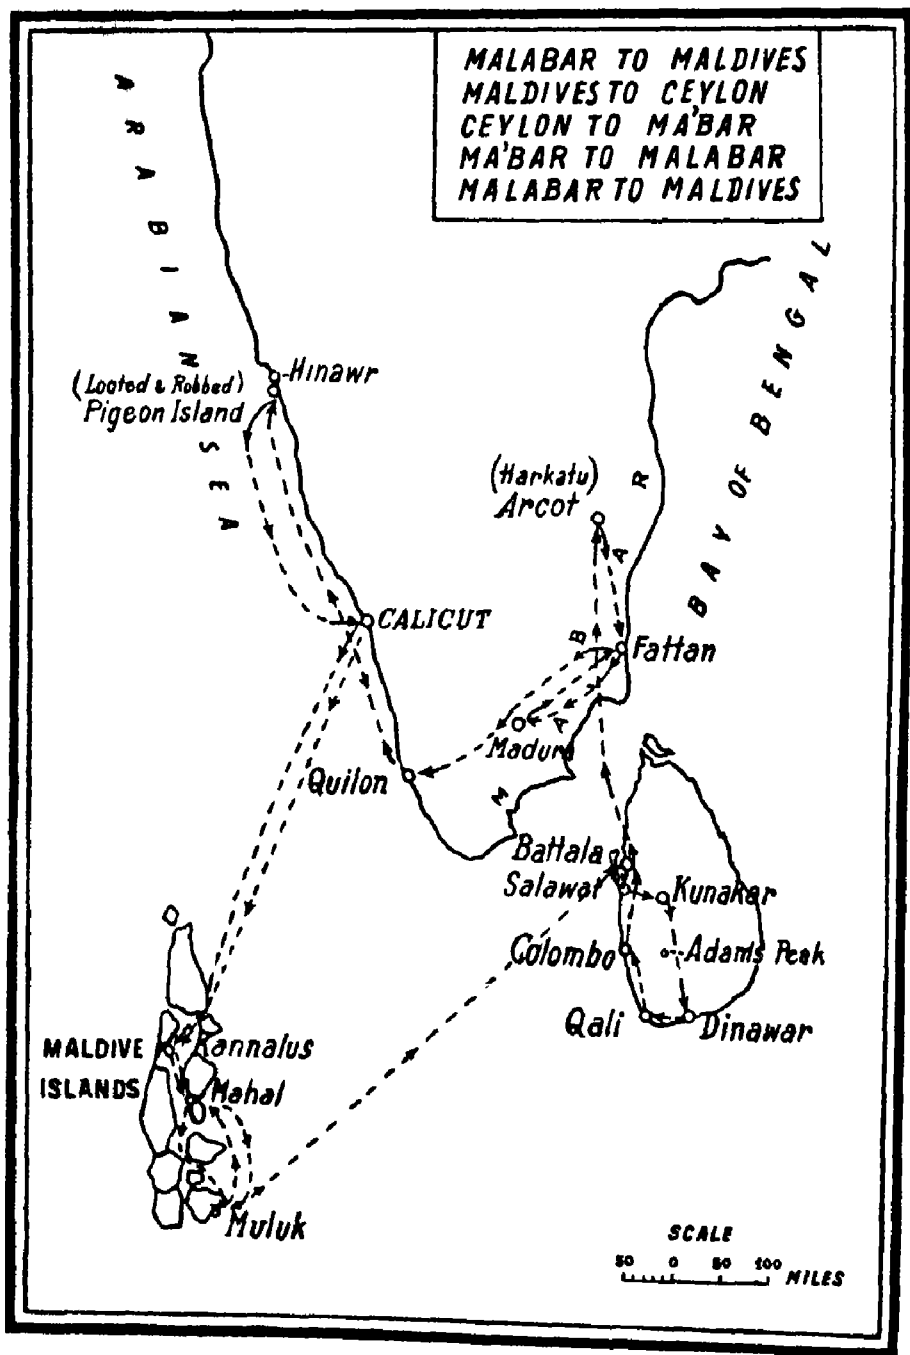 MALABAR TO MALDIVES
MALDIVES TO CEYLON
CEYLON TO MA'BAR
MA'BAR TO MALABAR
MALABAR TO MALDIVES
ARABIAN SEA
BAY OF BENGAL
Hinawr
(Looted & Robbed)
Pigeon Island
(Harkatu)
Arcot
MA'BAR
CALICUT
Fattan
Madura
Quilon
Battala
Salawat
Kunakar
Colombo
Adams Peak
Qali
Dinawar
MALDIVE
ISLANDS
Kannalus
Mahal
Muluk
SCALE
50 0 50 100
MILES